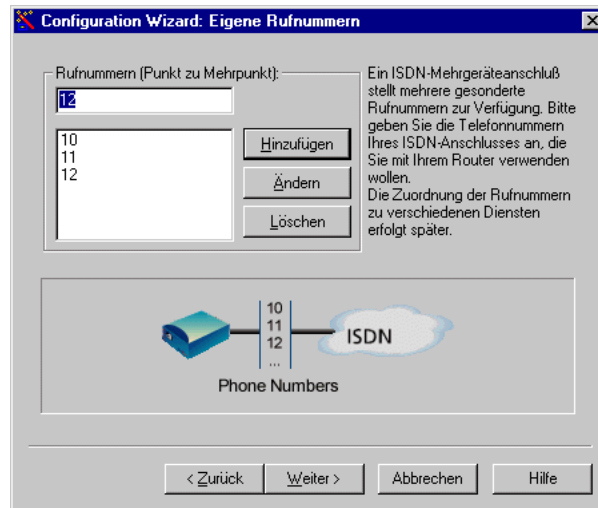 Configuration Wizard: Eigene Rufnummern
Rufnummern (Punkt zu Mehrpunkt):
12
10
11
12
Hinzufügen
Ändern
Löschen
Ein ISDN-Mehrgeräteanschluß
stellt mehrere gesonderte
Rufnummern zur Verfügung. Bitte
geben Sie die Telefonnummern
Ihres ISDN-Anschlusses an, die
Sie mit Ihrem Router verwenden
wollen.
Die Zuordnung der Rufnummern
zu verschiedenen Diensten
erfolgt später.
10
11
12
...
ISDN
Phone Numbers
< Zurück
Weiter >
Abbrechen
Hilfe